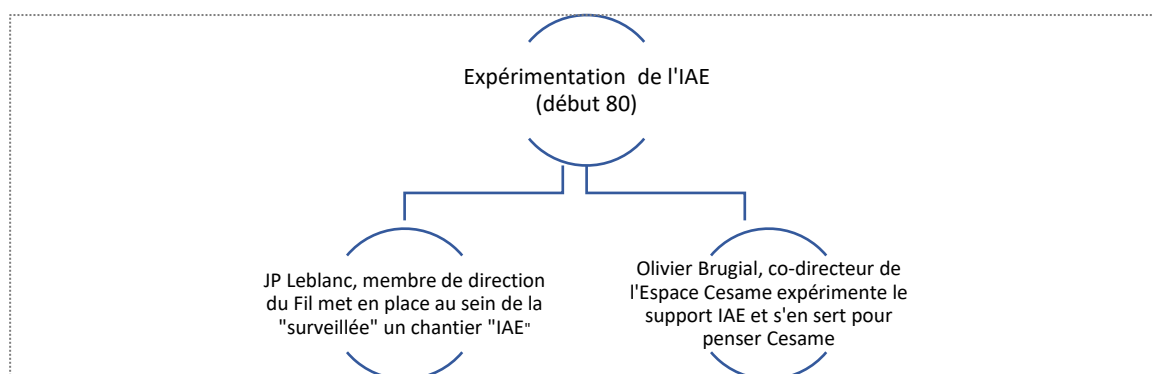 Expérimentation de l'IAE
(début 80)
JP Leblanc, membre de direction
du Fil met en place au sein de la
"surveillée" un chantier "IAE"
Olivier Brugial, co-directeur de
l'Espace Cesame expérimente le
support IAE et s'en sert pour
penser Cesame